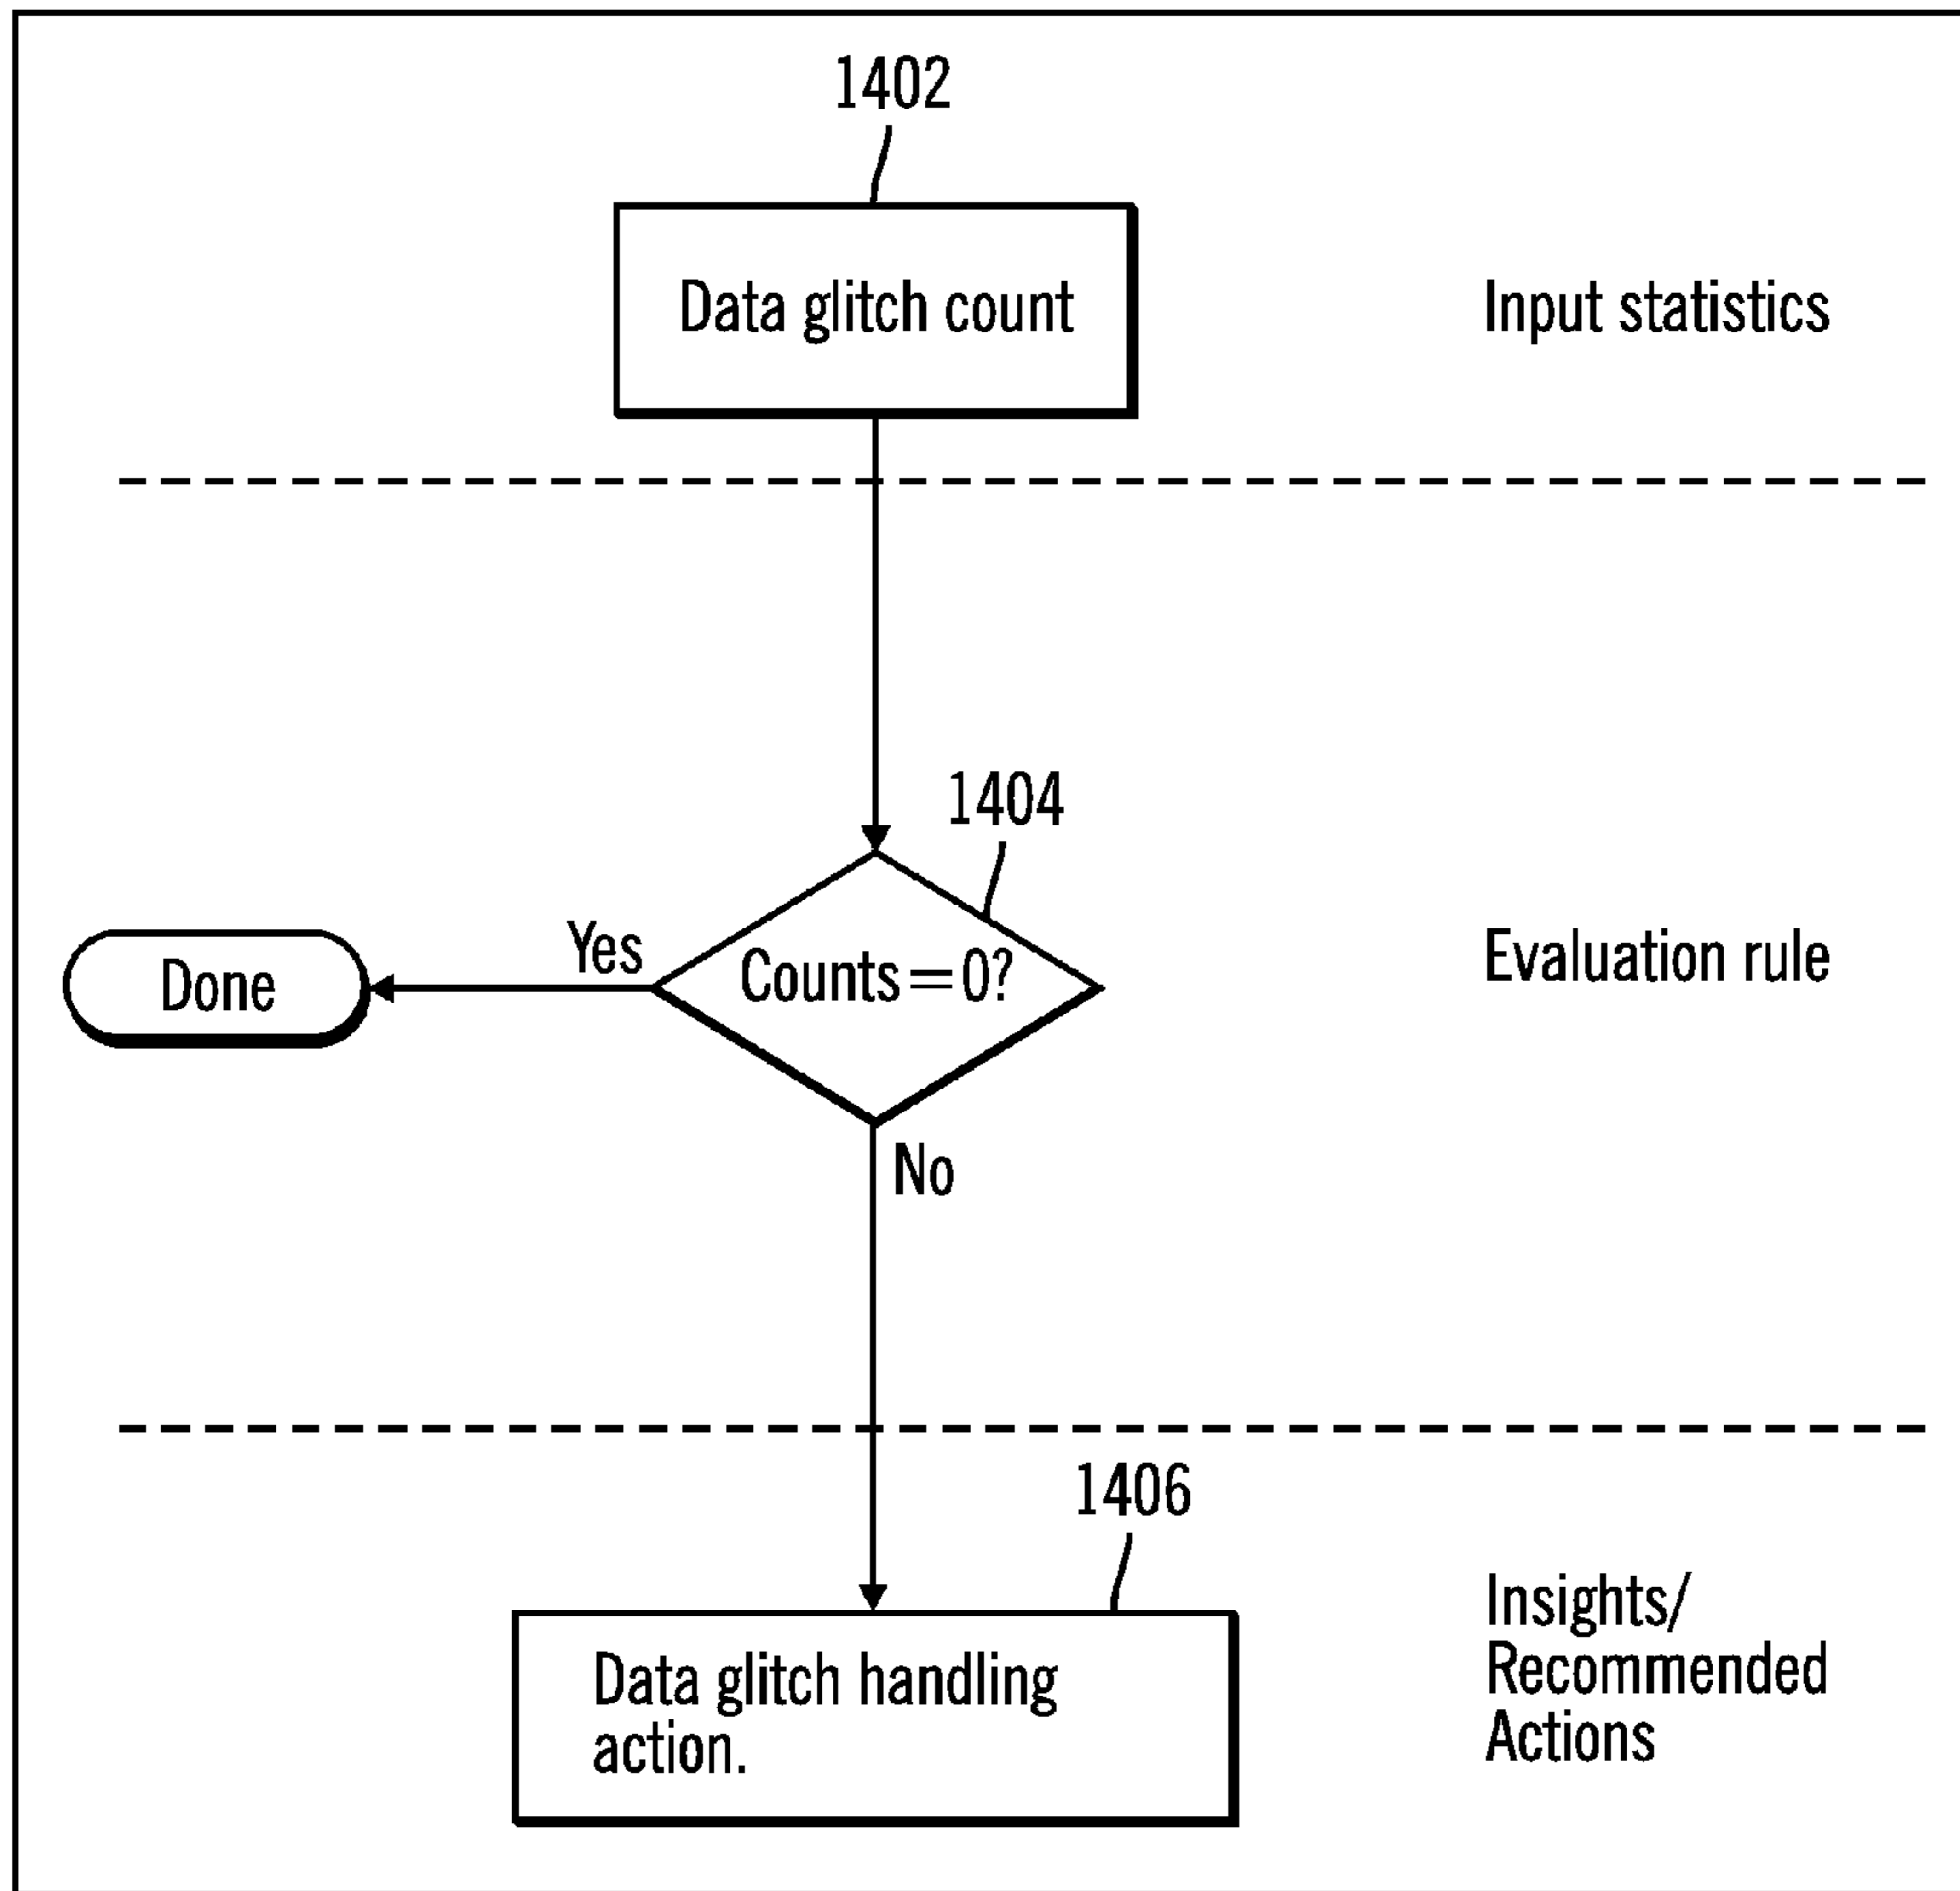 1402
Data glitch count
Input statistics
1404
Yes
Counts=0?
Done
Evaluation rule
No
1406
Data glitch handling
action.
Insights/
Recommended
Actions